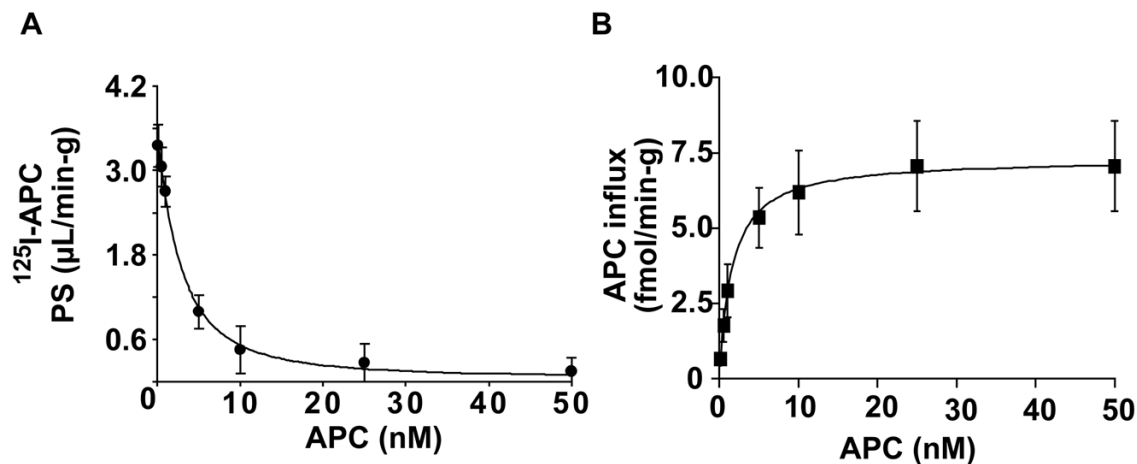 A
¹²⁵I-APC
PS (µL/min-g)
4.2
3.0
1.8
0.6
0 10 20 30 40 50
APC (nM)
B
APC influx
(fmol/min-g)
10.0
7.5
5.0
2.5
0
0 10 20 30 40 50
APC (nM)